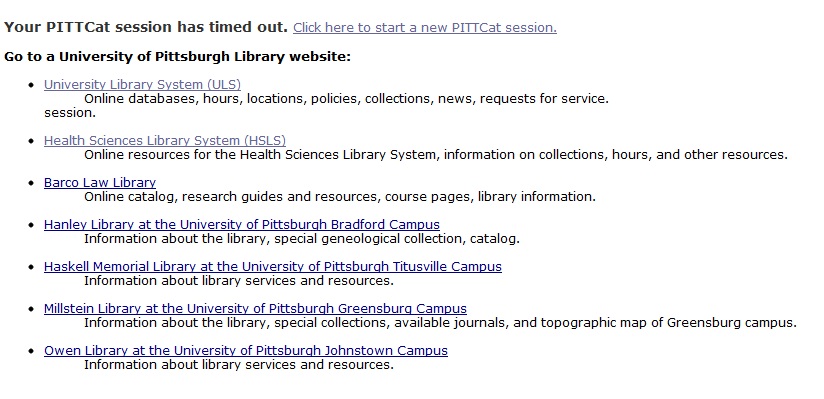 Your PITTCat session has timed out. Click here to start a new PITTCat session.
Go to a University of Pittsburgh Library website:
University Library System (ULS)
Online databases, hours, locations, policies, collections, news, requests for service.
session.
Health Sciences Library System (HSLS)
Online resources for the Health Sciences Library System, information on collections, hours, and other resources.
Barco Law Library
Online catalog, research guides and resources, course pages, library information.
Hanley Library at the University of Pittsburgh Bradford Campus
Information about the library, special geneological collection, catalog.
Haskell Memorial Library at the University of Pittsburgh Titusville Campus
Information about library services and resources.
Millstein Library at the University of Pittsburgh Greensburg Campus
Information about the library, special collections, available journals, and topographic map of Greensburg campus.
Owen Library at the University of Pittsburgh Johnstown Campus
Information about library services and resources.